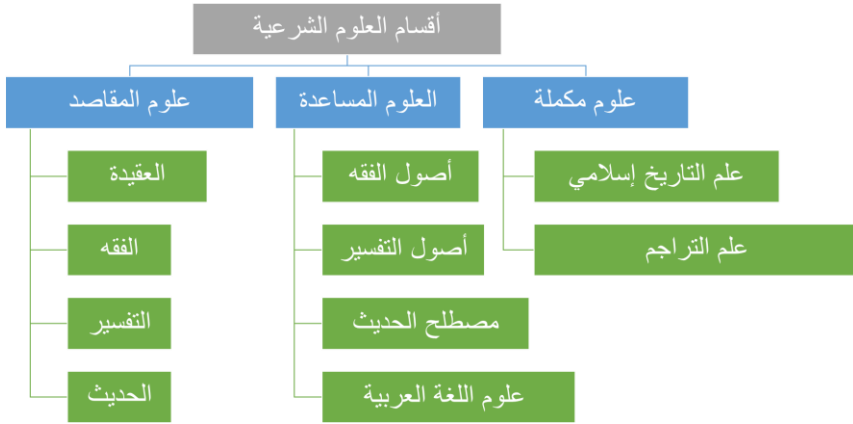 أقسام العلوم الشرعية
علوم مكملة
العلوم المساعدة
علوم المقاصد
علم التاريخ إسلامي
أصول الفقه
العقيدة
علم التراجم
أصول التفسير
الفقه
مصطلح الحديث
التفسير
علوم اللغة العربية
الحديث